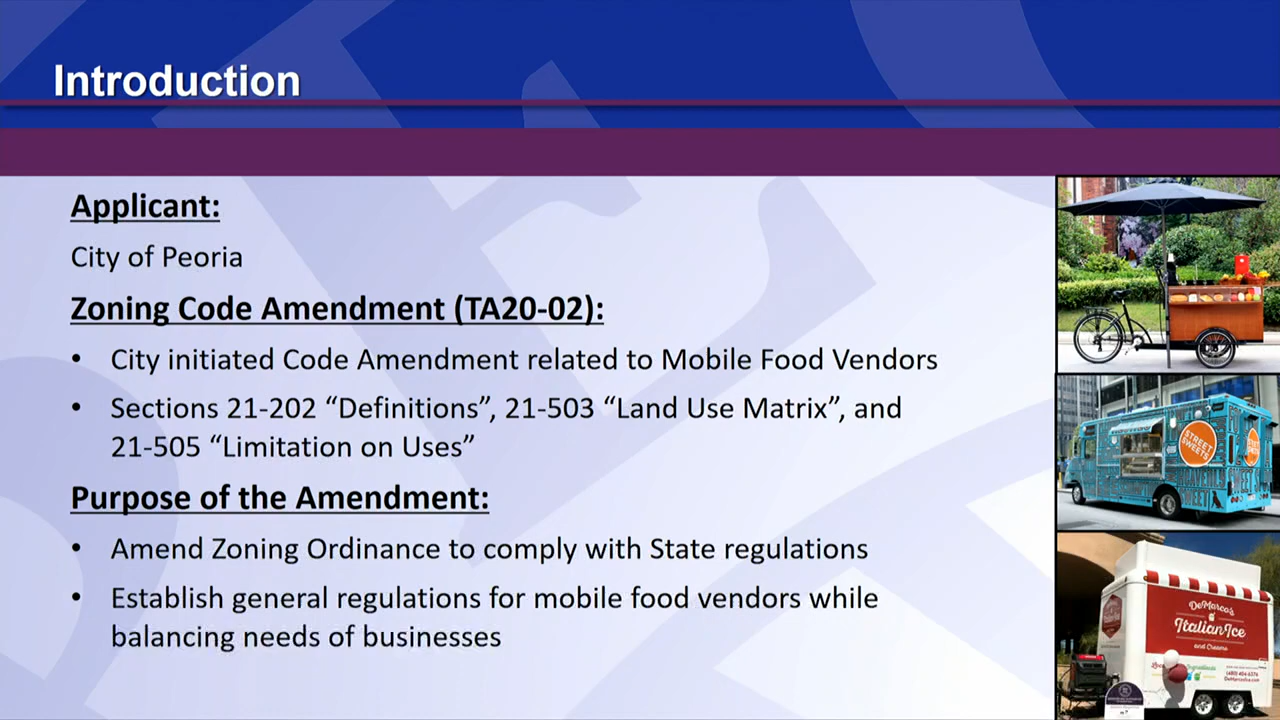 Introduction
Applicant:
City of Peoria
Zoning Code Amendment (TA20-02):
• City initiated Code Amendment related to Mobile Food Vendors
• Sections 21-202 “Definitions”, 21-503 “Land Use Matrix”, and
21-505 “Limitation on Uses”
Purpose of the Amendment:
• Amend Zoning Ordinance to comply with State regulations
• Establish general regulations for mobile food vendors while
balancing needs of businesses
STREET
SWEETS
DeMarco's
Italian Ice
and Creams